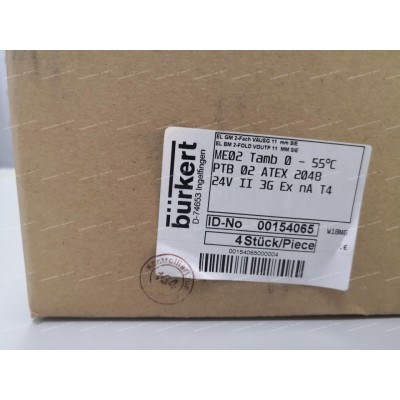 bürkert
D-74653 Ingelfingen
EL GM 2-Fach VAUSG 11 mm SIE
EL BM 2-FOLD VOUTP 11 MM SIE
ME02 Tamb 0 - 55°C
PTB 02 ATEX 2048
24V II 3G Ex nA T4
ID-No 00154065
4 Stück/Piece
00154065000004
Kontrolliert